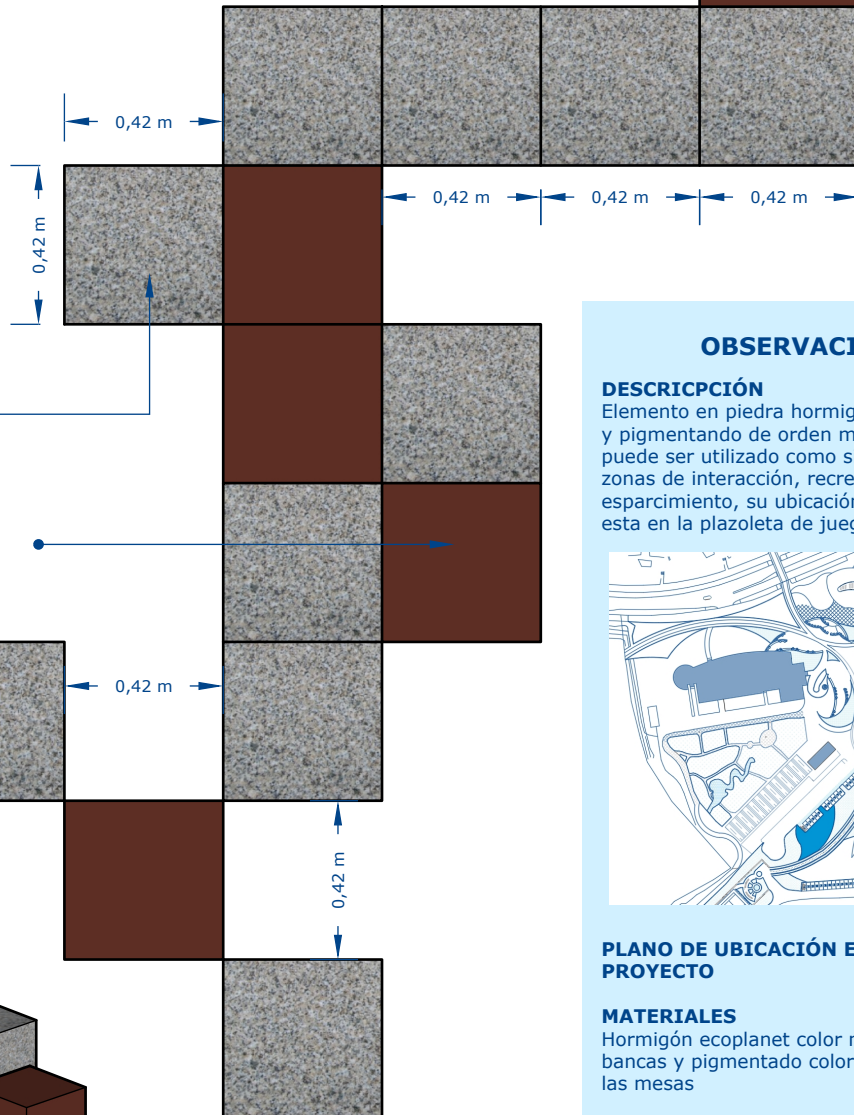 0,42 m
0,42 m
0,42 m
0,42 m
0,42 m
0,42 m
0,42 m
OBSERVACI
DESCRICPCIÓN
Elemento en piedra hormig
y pigmentando de orden m
puede ser utilizado como s
zonas de interacción, recre
esparcimiento, su ubicación
esta en la plazoleta de jueg
PLANO DE UBICACIÓN E
PROYECTO
MATERIALES
Hormigón ecoplanet color n
bancas y pigmentado color
las mesas